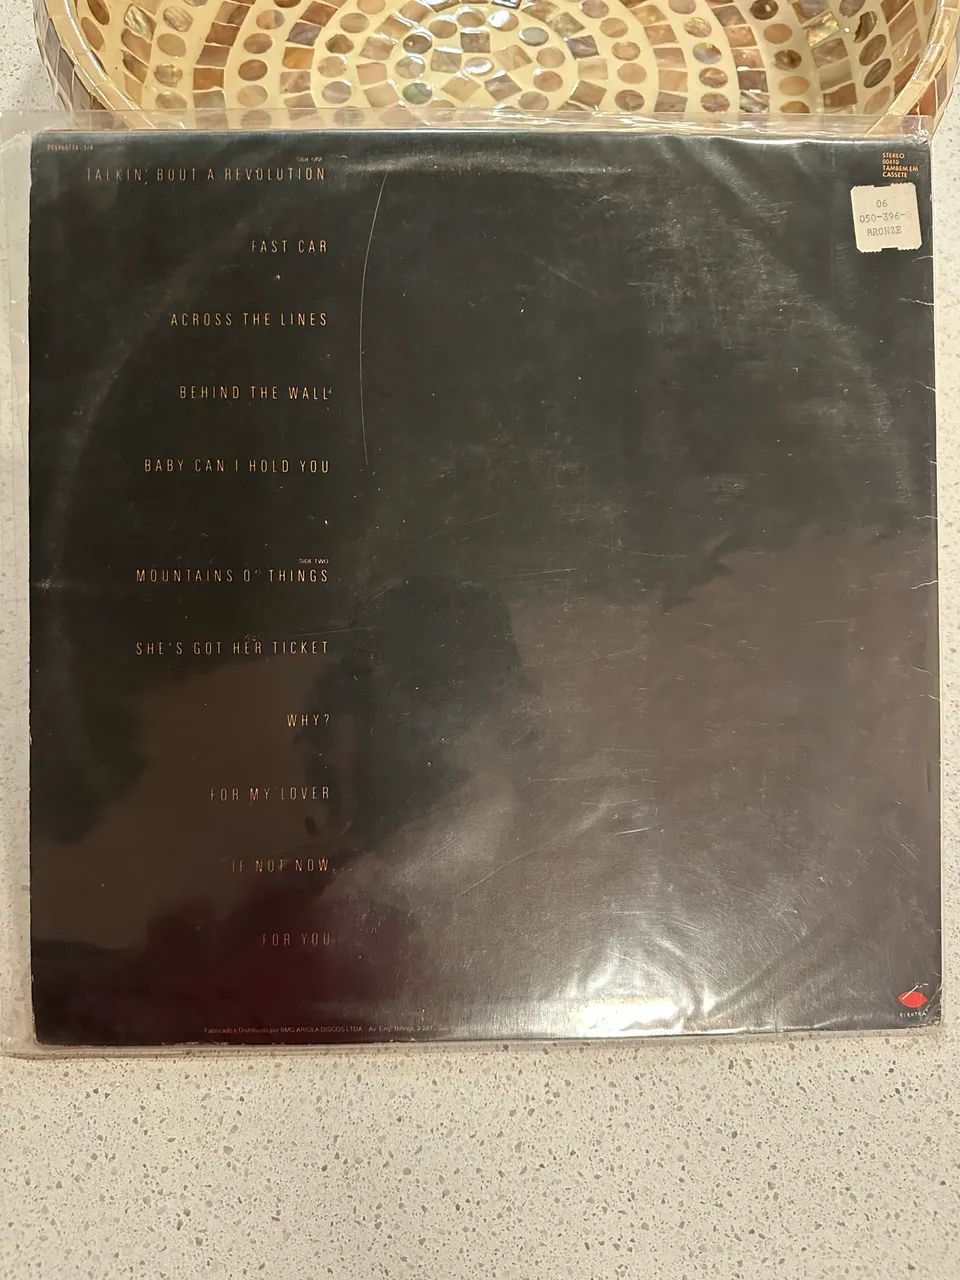 SIDE ONE
TALKIN' BOUT A REVOLUTION
FAST CAR
ACROSS THE LINES
BEHIND THE WALL
BABY CAN I HOLD YOU
SIDE TWO
MOUNTAINS O' THINGS
SHE'S GOT HER TICKET
WHY?
FOR MY LOVER
IF NOT NOW...
FOR YOU
STEREO
TAMBEM EM
CASSETE
06
050-396-
BRONZE
Fabricado e Distribuído por BMG ARIOLA DISCOS LTDA
ELEKTRA